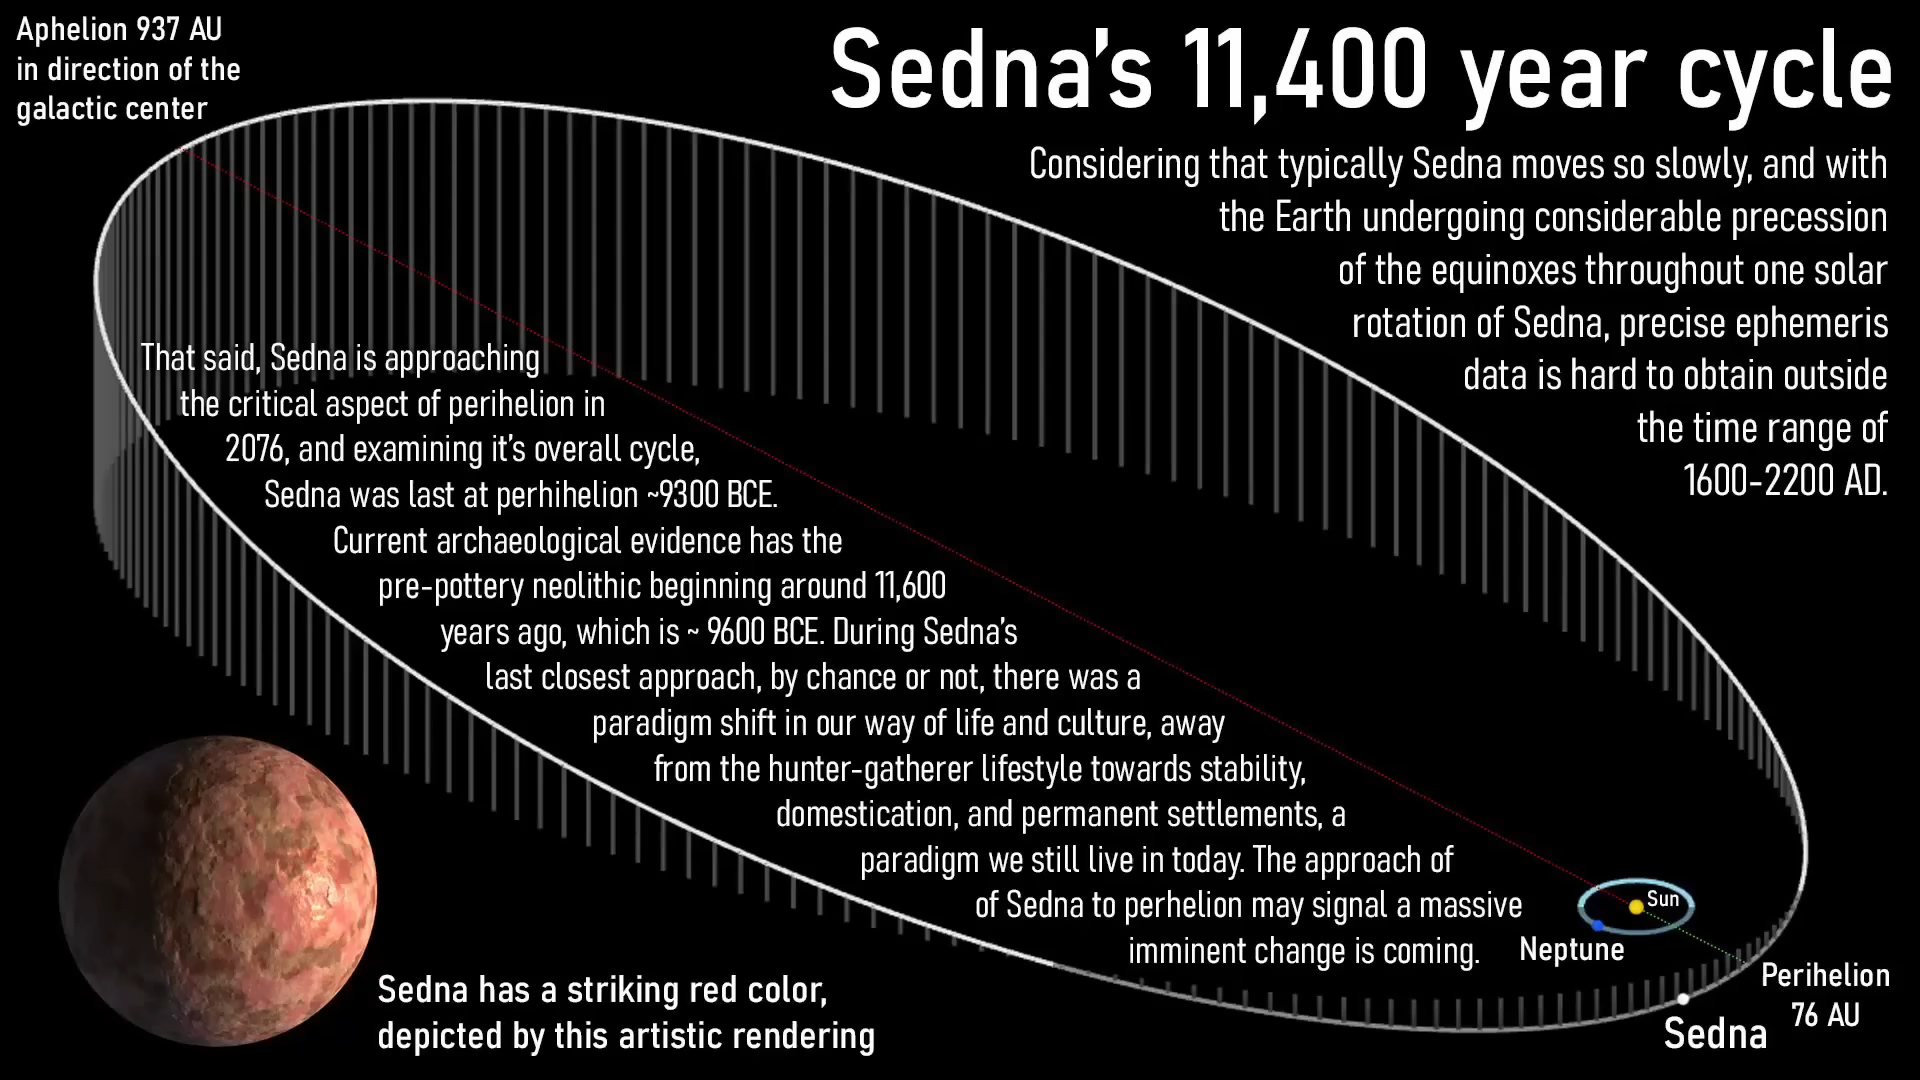 Aphelion 937 AU
in direction of the
galactic center
Sedna's 11,400 year cycle
Considering that typically Sedna moves so slowly, and with
the Earth undergoing considerable precession
of the equinoxes throughout one solar
rotation of Sedna, precise ephemeris
data is hard to obtain outside
the time range of
1600-2200 AD.
That said, Sedna is approaching
the critical aspect of perihelion in
2076, and examining it's overall cycle,
Sedna was last at perhihelion ~9300 BCE.
Current archaeological evidence has the
pre-pottery neolithic beginning around 11,600
years ago, which is ~ 9600 BCE. During Sedna's
last closest approach, by chance or not, there was a
paradigm shift in our way of life and culture, away
from the hunter-gatherer lifestyle towards stability,
domestication, and permanent settlements, a
paradigm we still live in today. The approach of
of Sedna to perhelion may signal a massive
imminent change is coming.
Sun
Neptune
Perihelion
76 AU
Sedna
Sedna has a striking red color,
depicted by this artistic rendering